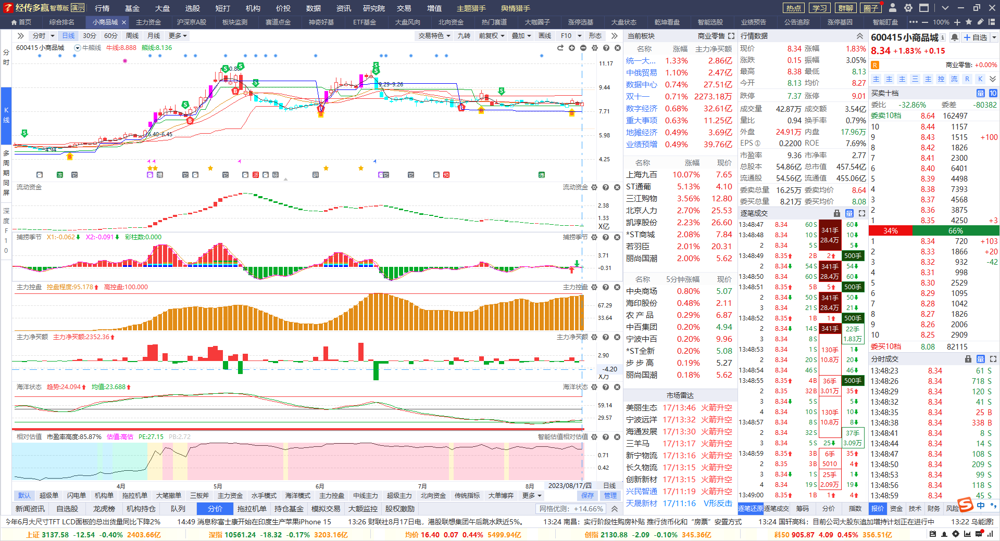 经传多赢 智尊版 演示 行情 基金 大盘 选股 短打 机构 价投 数据 资讯 研究院 交易 增值 主题猎手 舆情猎手 热点 学习 群聊 圈子
首页 综合排名 小商品城 主力资金 沪深京A股 板块监测 赛道点金 神奇好基 ETF基金 大盘风向 北向资金 热门赛道 大咖圈子 涨停选基 大盘状态 乾坤看盘 智能选股 业绩预告 公告追踪 涨停基因 智能盯盘 100%
分时
K线
多周期同屏
深度F10
分时 日线 30分 60分 周线 月线 更多 交易特色 九转 前复权 叠加 画线 F10 形态
600415 小商品城 牛熊线 牛线:8.888 熊线:8.136
11.17
9.44
7.71
5.98
4.25
9.29-9.26
6.40-6.45
4.94
流动资金 流动资金
2.38
1.33
X亿
捕捞季节 X1:-0.062 X2:-0.091 彩柱数:0.000 捕捞季节
3.71
-0.31
主力控盘 控盘程度:95.178 高控盘:100.000 主力控盘
67.29
33.64
主力净买额 主力净买额:2352.36 主力净买额
2.90
-4.20
X万
海洋状态 趋势:24.094 均值:23.688 海洋状态
59.14
29.57
相对估值 市盈率高度:85.87% 估值:高估 PE:27.15 PB:2.72 智能估值相对估值
0.71
0.42
4月 5月 6月 7月 8月 2023/08/17/四 日线
默认 超级单 闪电单 机构单 拖拉机单 大笔撤单 三板斧 主力资金 水手模式 海洋模式 主力控盘 中线主力 超级主力 北向资金 传统指标 大单博弈 更多 保存 管理
新闻资讯 自选股 龙虎榜 机构持仓 队列 分价 拖拉机单 持仓基金 模拟交易 大额监控 股权激励 网格优测: +14.66%
当前板块 商业零售
名称 涨幅 主力净买额
统一大... 1.33% 2.86亿
中俄贸易 1.10% 2.47亿
数据中心 0.74% 27.51亿
双十一 0.71% 2273.18万
数字经济 0.68% 32.61亿
重大事项 0.63% 11.25亿
地摊经济 0.49% 3.69亿
业绩预增 0.49% 39.76亿
名称 涨幅 现价
上海九百 10.07% 7.65
ST通葡 5.13% 4.10
三江购物 3.56% 12.80
北京人力 2.70% 25.53
凯淳股份 2.23% 26.60
*ST商城 2.08% 7.84
若羽臣 2.01% 20.31
丽尚国潮 2.00% 5.62
名称 5分钟涨幅 现价
中央商场 0.80% 5.07
海印股份 0.48% 2.11
农产品 0.29% 6.87
中百集团 0.20% 4.94
宁波中百 0.20% 9.96
*ST全新 0.20% 5.08
步步高 0.19% 5.27
丽尚国潮 0.18% 5.62
市场雷达
美丽生态 17/13:46 火箭升空
宁波远洋 17/13:32 火箭升空
海通发展 17/13:30 火箭升空
三羊马 17/13:17 火箭升空
新宁物流 17/13:16 火箭升空
长久物流 17/13:15 火箭升空
创新新材 17/13:15 火箭升空
兴民智通 17/11:19 火箭升空
天晟新材 17/11:16 V形反击
行情数据
现价 8.34 涨幅 1.83%
涨跌 0.15 振幅 3.05%
最高 8.38 最低 8.13
今开 8.13 均价 8.27
跌停 7.37 涨停 9.01
成交量 42.87万 成交额 3.54亿
量比 0.94 换手率 0.79%
外盘 24.91万 内盘 17.96万
EPS① 0.2200 ROE 7.69%
市盈率 9.36 市净率 2.77
总股本 54.86亿 总市值 457.54亿
流通股 54.56亿 流通值 455.06亿
委卖总量 16.25万 委卖均价 8.64
委买总量 8.21万 委买均价 8.08
逐笔成交 量
13:48:47 8.34 60 S 60
13:48:48 8.34 10 S 10
2 8.34 5 S 5
13:48:49 8.35 2 B 2 500手
2 8.34 54 S 54
13:48:50 8.34 60 S 60
13:48:51 8.35 5 B 5 500手
2 8.34 50 S 50
3 8.34 21 S 21
13:48:52 8.35 1 B 1 500手
2 8.34 14 S 341手 22手
3 8.34 8 S 1.83万
13:48:53 8.34 1 S 130手 1
2 8.34 20 S 10.8万 20
13:48:54 8.34 46 S 46
13:48:55 8.35 4 B 36手 500手
2 8.35 32 B 3.01万 35
3 8.34 5 S 5
4 8.34 10 S 130手 10
13:48:57 8.34 8 S 10.8万 8
2 8.34 32 S 37手
3 8.34 5 S 25 3.09万
13:48:59 8.35 3 B 6手 35
2 8.35 3 B 5010 4
3 8.34 1 S 25手 1
4 8.34 19 S 2.09万 19
13:49:00 8.35 1 B 1 4
341手
28.4万
341手
28.4万
341手
28.4万
逐笔还原 逐笔成交 筹码 分价 指数 报价 资金 技术 财务 风险
600415 小商品城 自选
8.34 +1.83% +0.15
R 商业零售: +0.00%
主 主 主 三 主 控 流 R K
买卖十档 量 10
委比 -32.86% 委差 -80382
委卖10档 8.64 162497
10 8.44 1157
9 8.43 1515 +100
8 8.42 1826
7 8.41 2300
6 8.40 6401
5 8.39 4498
4 8.38 7393
3 8.37 4568
2 8.36 3875
1 8.35 4250 +3
34% 66%
1 8.34 720 +103
2 8.33 1866 +20
3 8.32 932 -42
4 8.31 998
5 8.30 2529
6 8.29 1095
7 8.28 1042
8 8.27 1826
9 8.26 2006
10 8.25 2909
委买10档 8.08 82115
分时成交 量
13:48:23 8.34 61 S
13:48:26 8.34 718 S
13:48:29 8.34 120 S
13:48:32 8.34 41 S
13:48:35 8.34 25 B
13:48:38 8.34 338 B
13:48:41 8.34 8 S
13:48:44 8.34 14 S
13:48:47 8.34 108 S
13:48:50 8.34 209 S
13:48:53 8.34 99 S
13:48:56 8.34 118 S
13:48:59 8.34 45 S
今年6月大尺寸TFT LCD面板的总出货量同比下降2% 14:49 消息称富士康开始在印度生产苹果iPhone 15 13:26 财联社8月17日电，港股联想集团午后跳水跌近5%。 13:24 南昌：实行阶段性购房补贴 推行货币化和“房票”安置方式 13:24 国轩高科：目前公司大股东追加增持计划正在进行中 13:22 乌能源
上证 3137.58 -12.54 -0.40% 2403.66亿 深指 10561.24 -18.32 -0.17% 3203.16亿 均价 16.40 0.07 0.44% 5499.94亿 创指 2130.88 -2.09 -0.10% 345.36亿 科50 905.87 4.09 0.45% 356.51亿